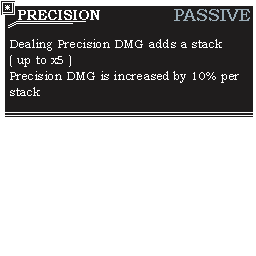 * PRECISION PASSIVE
Dealing Precision DMG adds a stack
( up to x5 )
Precision DMG is increased by 10% per
stack